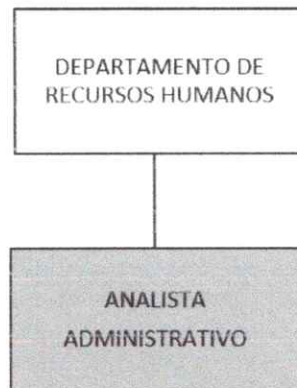 DEPARTAMENTO DE
RECURSOS HUMANOS
ANALISTA
ADMINISTRATIVO